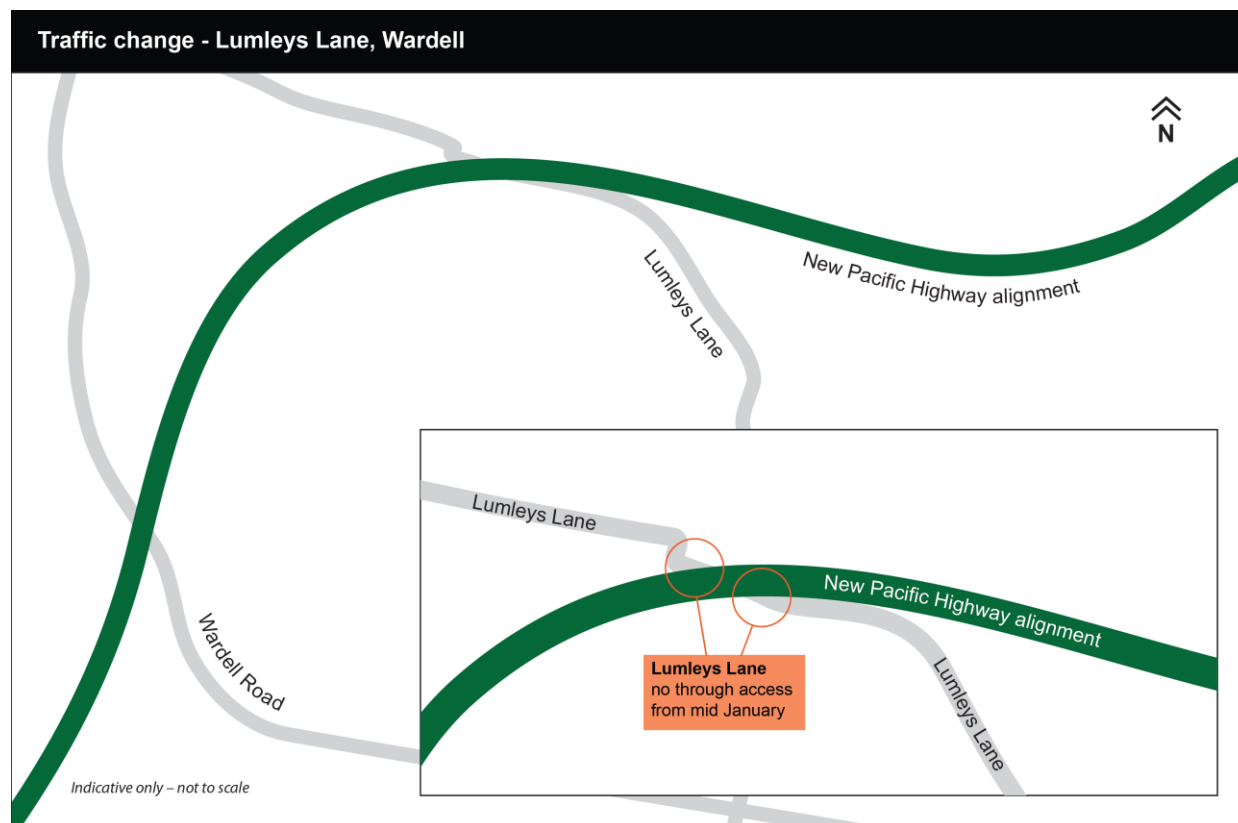 Traffic change - Lumleys Lane, Wardell
N
Lumleys Lane
New Pacific Highway alignment
Wardell Road
Indicative only – not to scale
Lumleys Lane
New Pacific Highway alignment
Lumleys Lane
no through access
from mid January
Lumleys Lane